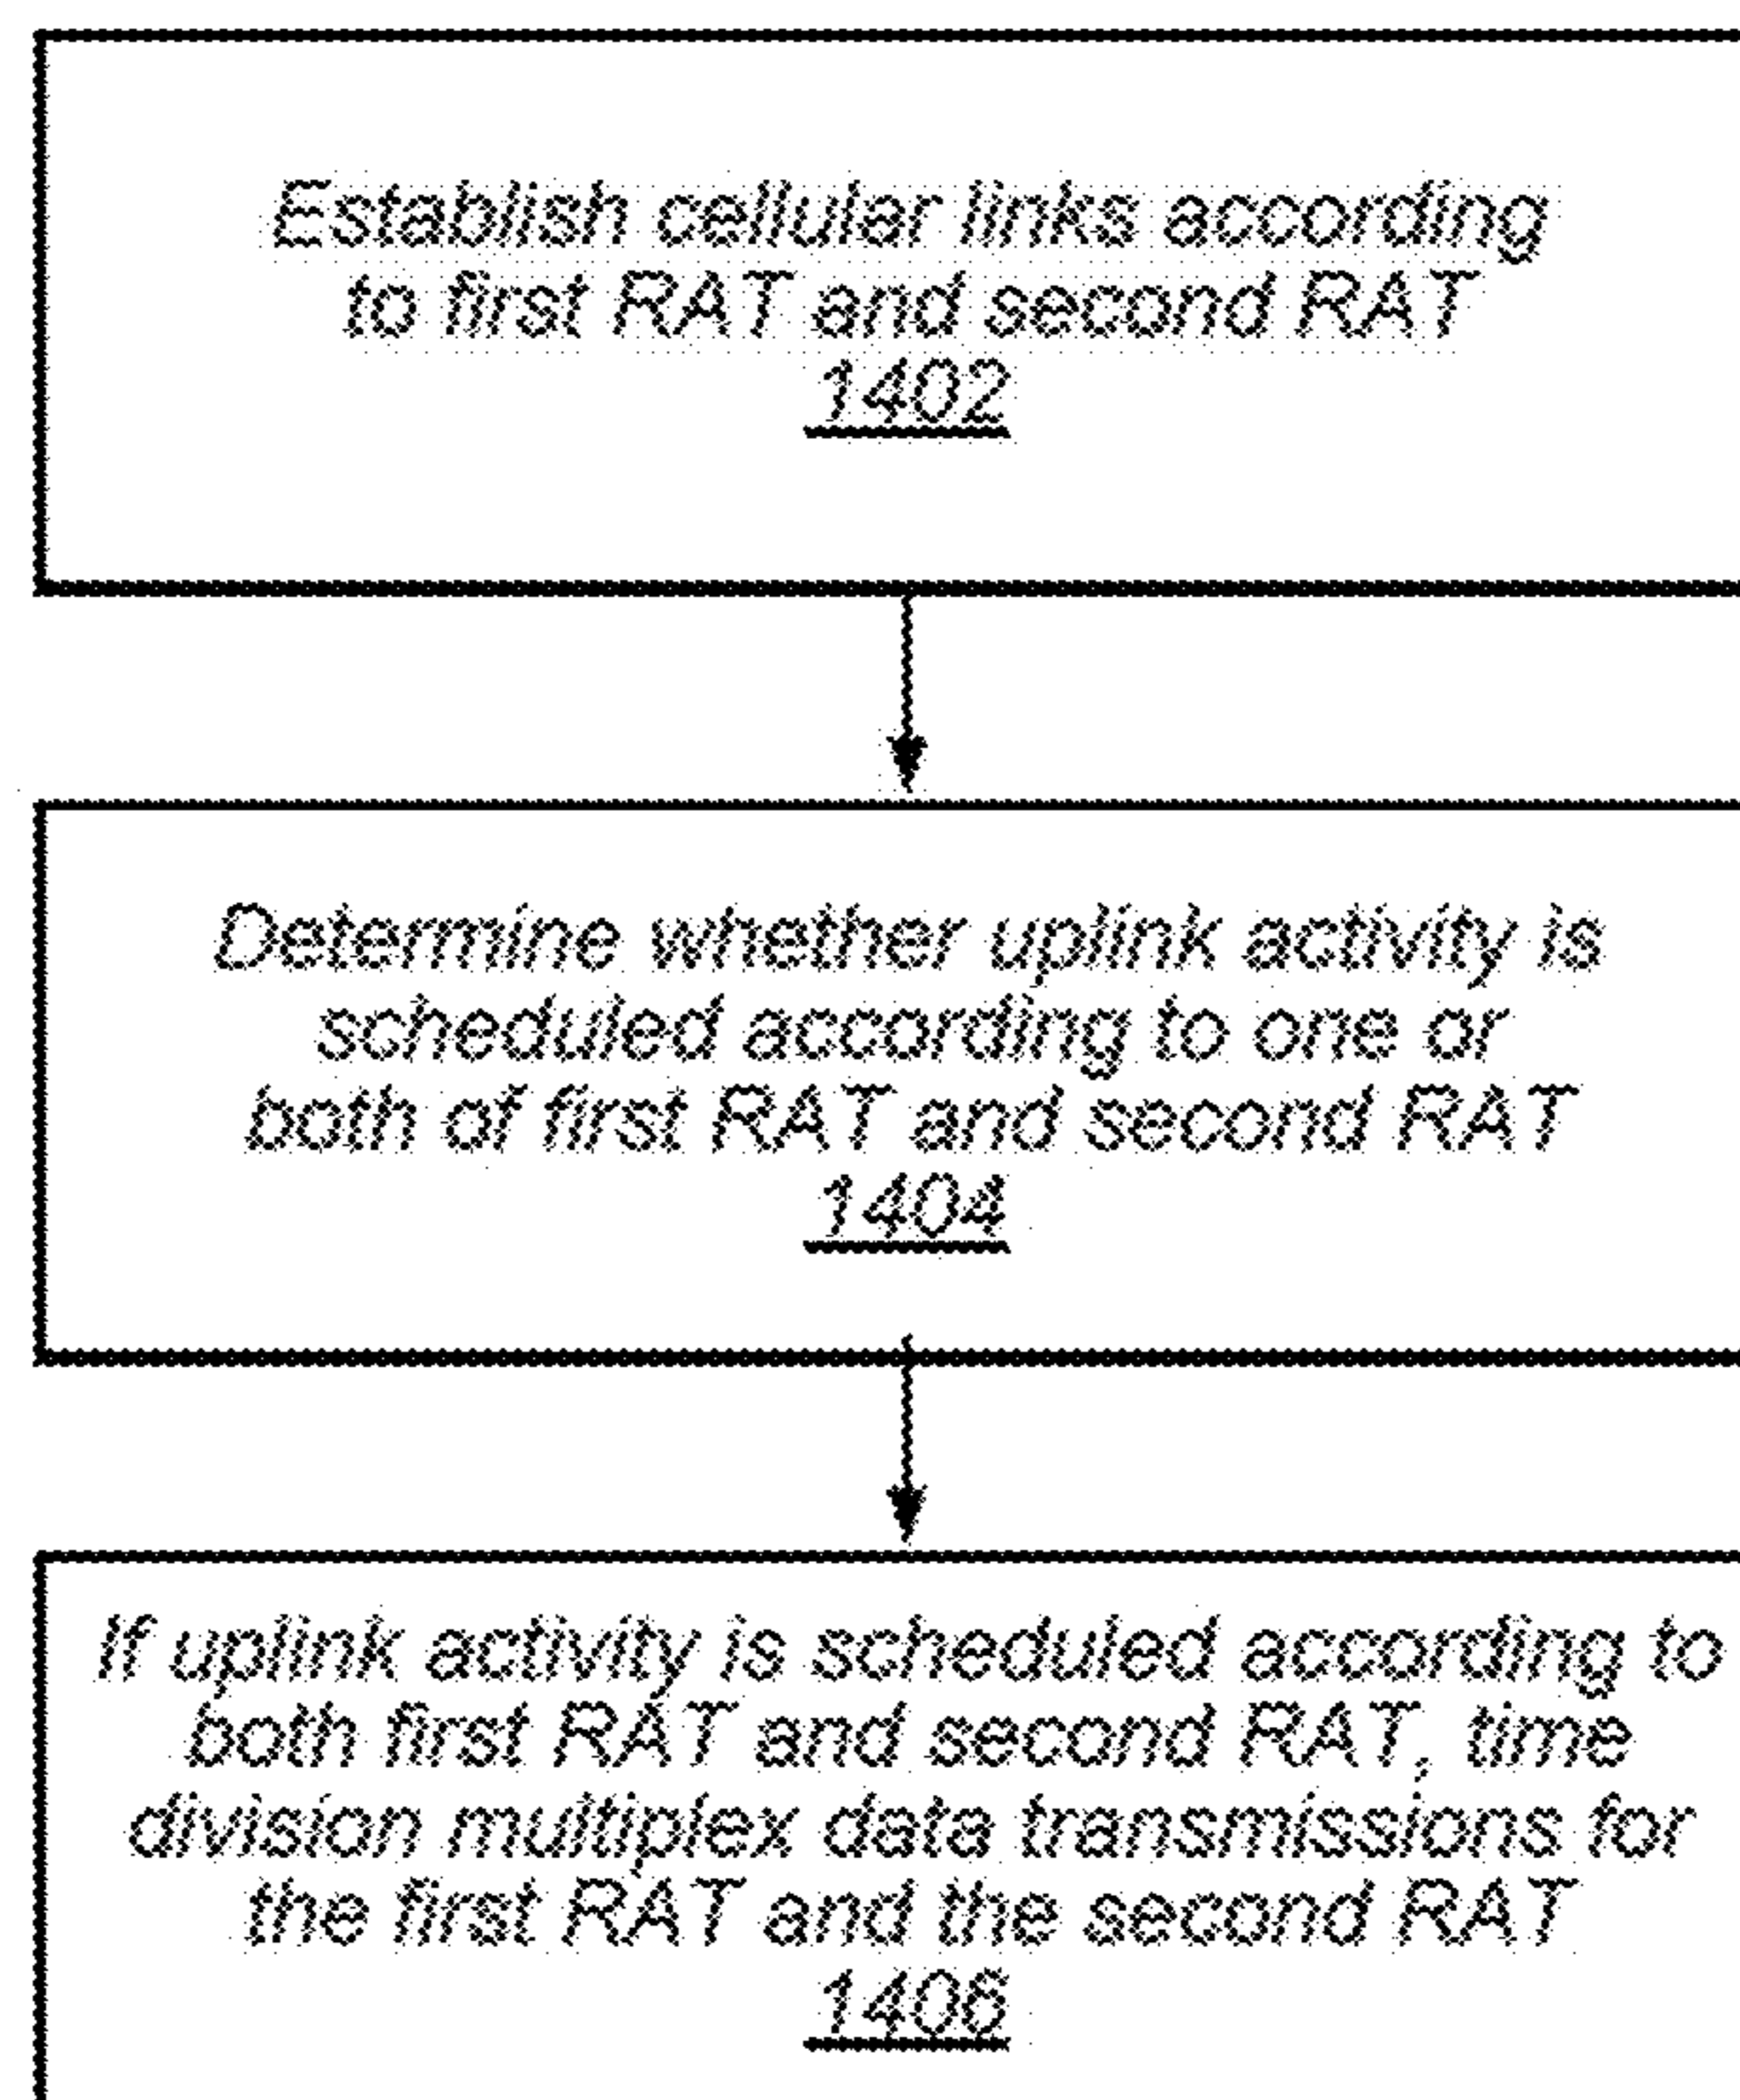 Establish cellular links according
to first RAT and second RAT
1402
Determine whether uplink activity is
scheduled according to one or
both of first RAT and second RAT
1404
If uplink activity is scheduled according to
both first RAT and second RAT, time
division multiplex data transmissions for
the first RAT and the second RAT
1406